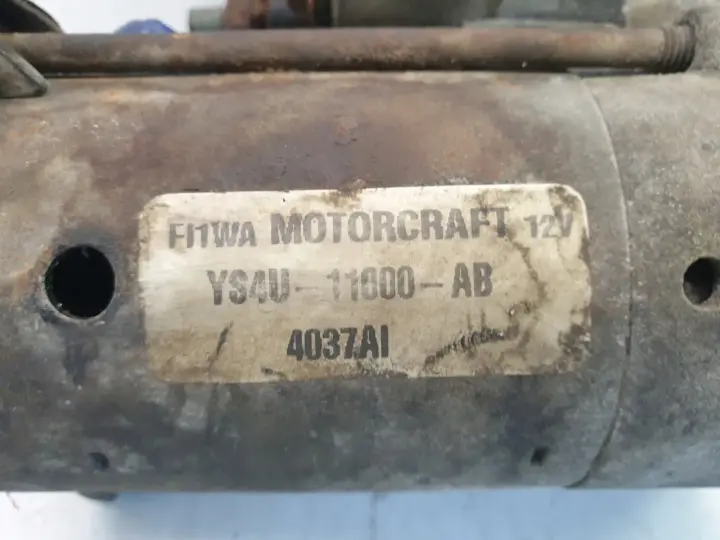 FI1WA MOTORCRAFT 12V
YS4U-11000-AB
4037AI